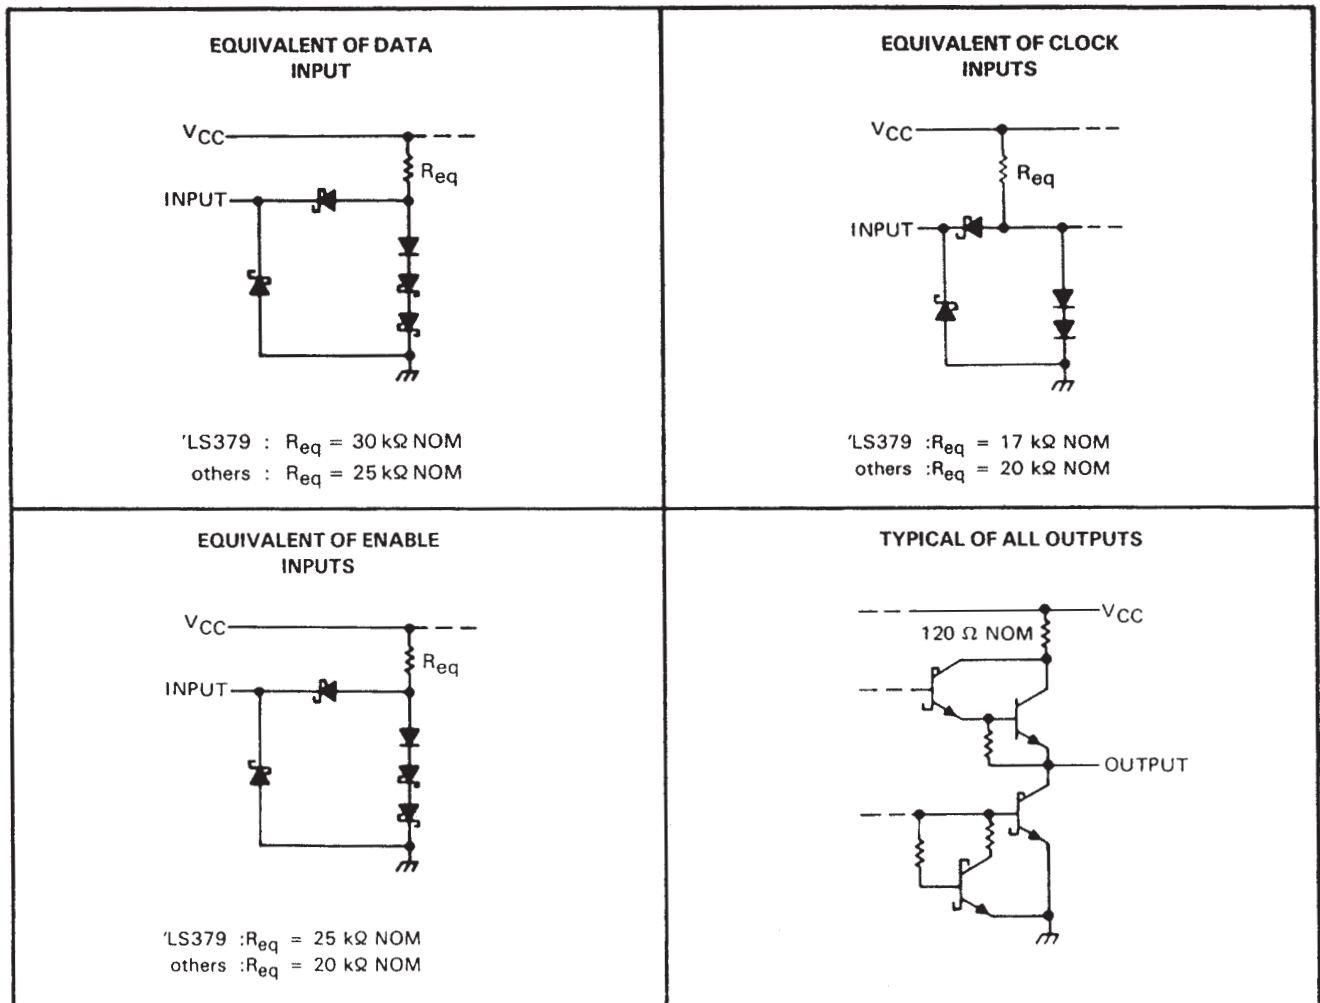 EQUIVALENT OF DATA
INPUT
VCC
Req
INPUT
'LS379 : Req = 30 kΩ NOM
others : Req = 25 kΩ NOM
EQUIVALENT OF CLOCK
INPUTS
VCC
Req
INPUT
'LS379 :Req = 17 kΩ NOM
others :Req = 20 kΩ NOM
EQUIVALENT OF ENABLE
INPUTS
VCC
Req
INPUT
'LS379 :Req = 25 kΩ NOM
others :Req = 20 kΩ NOM
TYPICAL OF ALL OUTPUTS
VCC
120 Ω NOM
OUTPUT